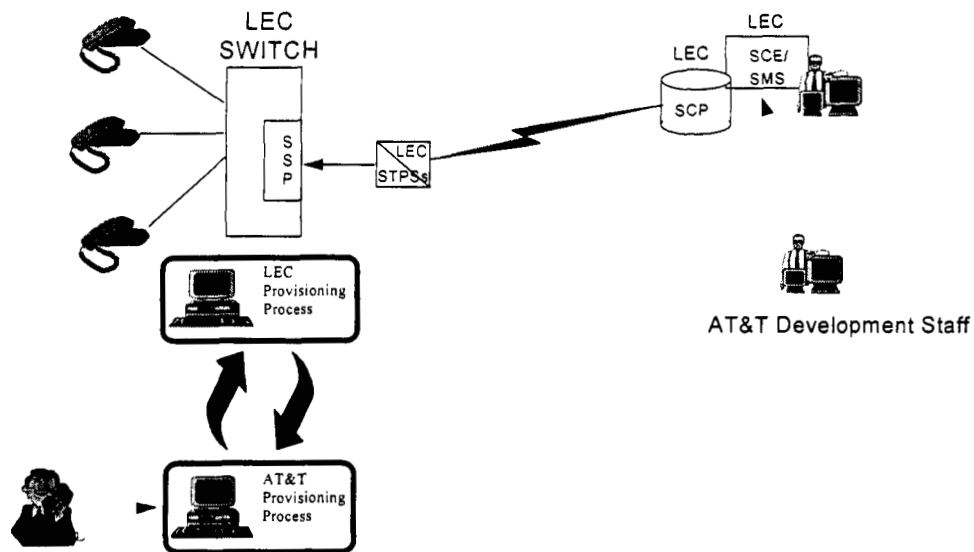 LEC
SWITCH
S
S
P
LEC
STPSs
LEC
SCP
LEC
SCE/
SMS
LEC
Provisioning
Process
AT&T Development Staff
AT&T
Provisioning
Process